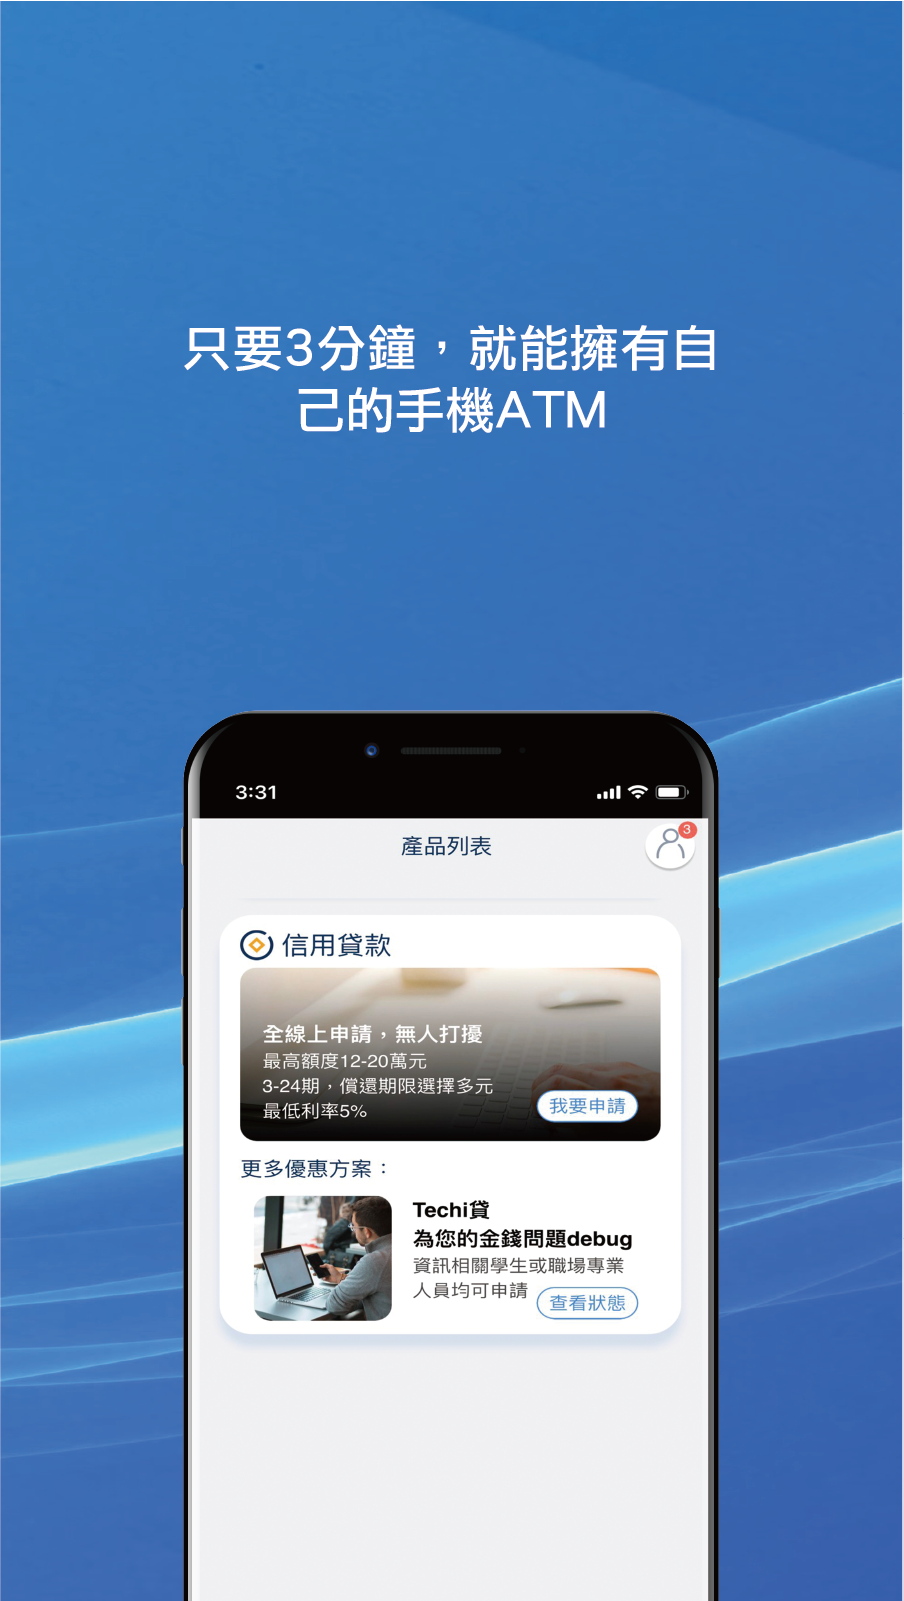 只要3分鐘，就能擁有自
己的手機ATM
3:31
產品列表
3
信用貸款
全線上申請，無人打擾
最高額度12-20萬元
3-24期，償還期限選擇多元
最低利率5%
我要申請
更多優惠方案：
Techi貸
為您的金錢問題debug
資訊相關學生或職場專業
人員均可申請
查看狀態